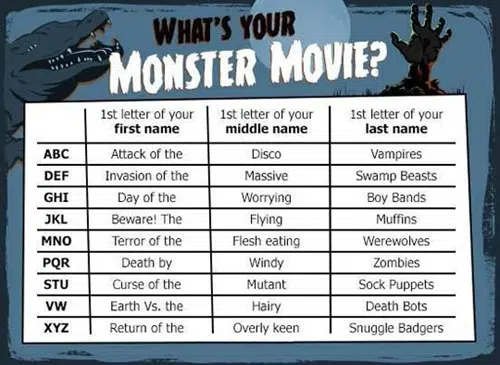 WHAT'S YOUR
MONSTER MOVIE?
1st letter of your first name 1st letter of your middle name 1st letter of your last name
ABC Attack of the Disco Vampires
DEF Invasion of the Massive Swamp Beasts
GHI Day of the Worrying Boy Bands
JKL Beware! The Flying Muffins
MNO Terror of the Flesh eating Werewolves
PQR Death by Windy Zombies
STU Curse of the Mutant Sock Puppets
VW Earth Vs. the Hairy Death Bots
XYZ Return of the Overly keen Snuggle Badgers